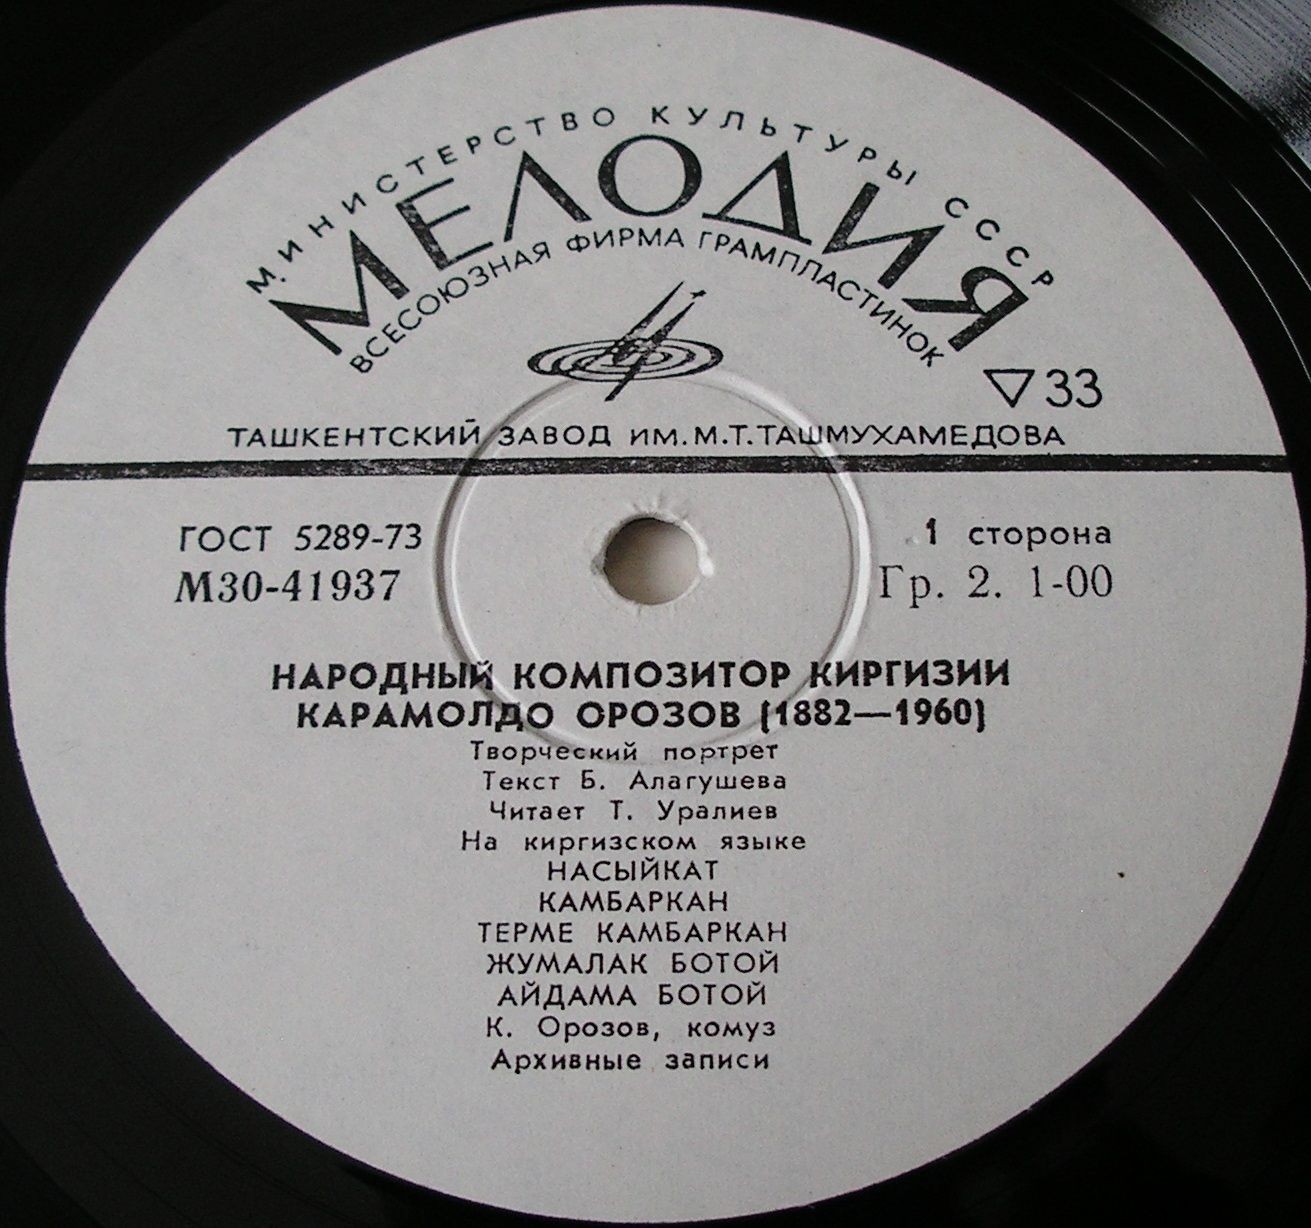 МИНИСТЕРСТВО КУЛЬТУРЫ СССР
МЕЛОДИЯ
ВСЕСОЮЗНАЯ ФИРМА ГРАМПЛАСТИНОК
▽33
ТАШКЕНТСКИЙ ЗАВОД ИМ.М.Т.ТАШМУХАМЕДОВА
ГОСТ 5289-73
1 сторона
М30-41937
Гр. 2. 1-00
НАРОДНЫЙ КОМПОЗИТОР КИРГИЗИИ
КАРАМОЛДО ОРОЗОВ (1882—1960)
Творческий портрет
Текст Б. Алагушева
Читает Т. Уралиев
На киргизском языке
НАСЫЙКАТ
КАМБАРКАН
ТЕРМЕ КАМБАРКАН
ЖУМАЛАК БОТОЙ
АЙДАМА БОТОЙ
К. Орозов, комуз
Архивные записи